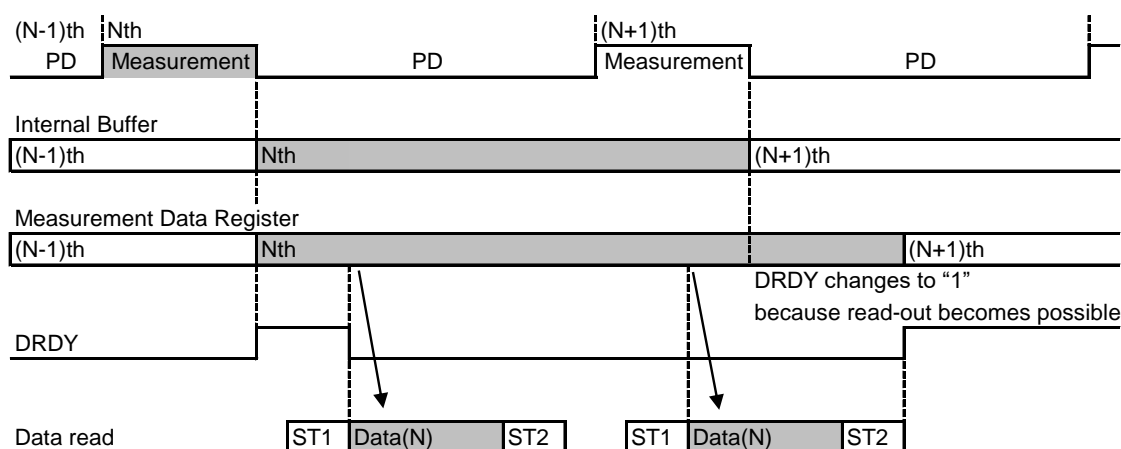 (N-1)th Nth (N+1)th
PD Measurement PD Measurement PD
Internal Buffer
(N-1)th Nth (N+1)th
Measurement Data Register
(N-1)th Nth (N+1)th
DRDY changes to “1”
because read-out becomes possible
DRDY
Data read ST1 Data(N) ST2 ST1 Data(N) ST2